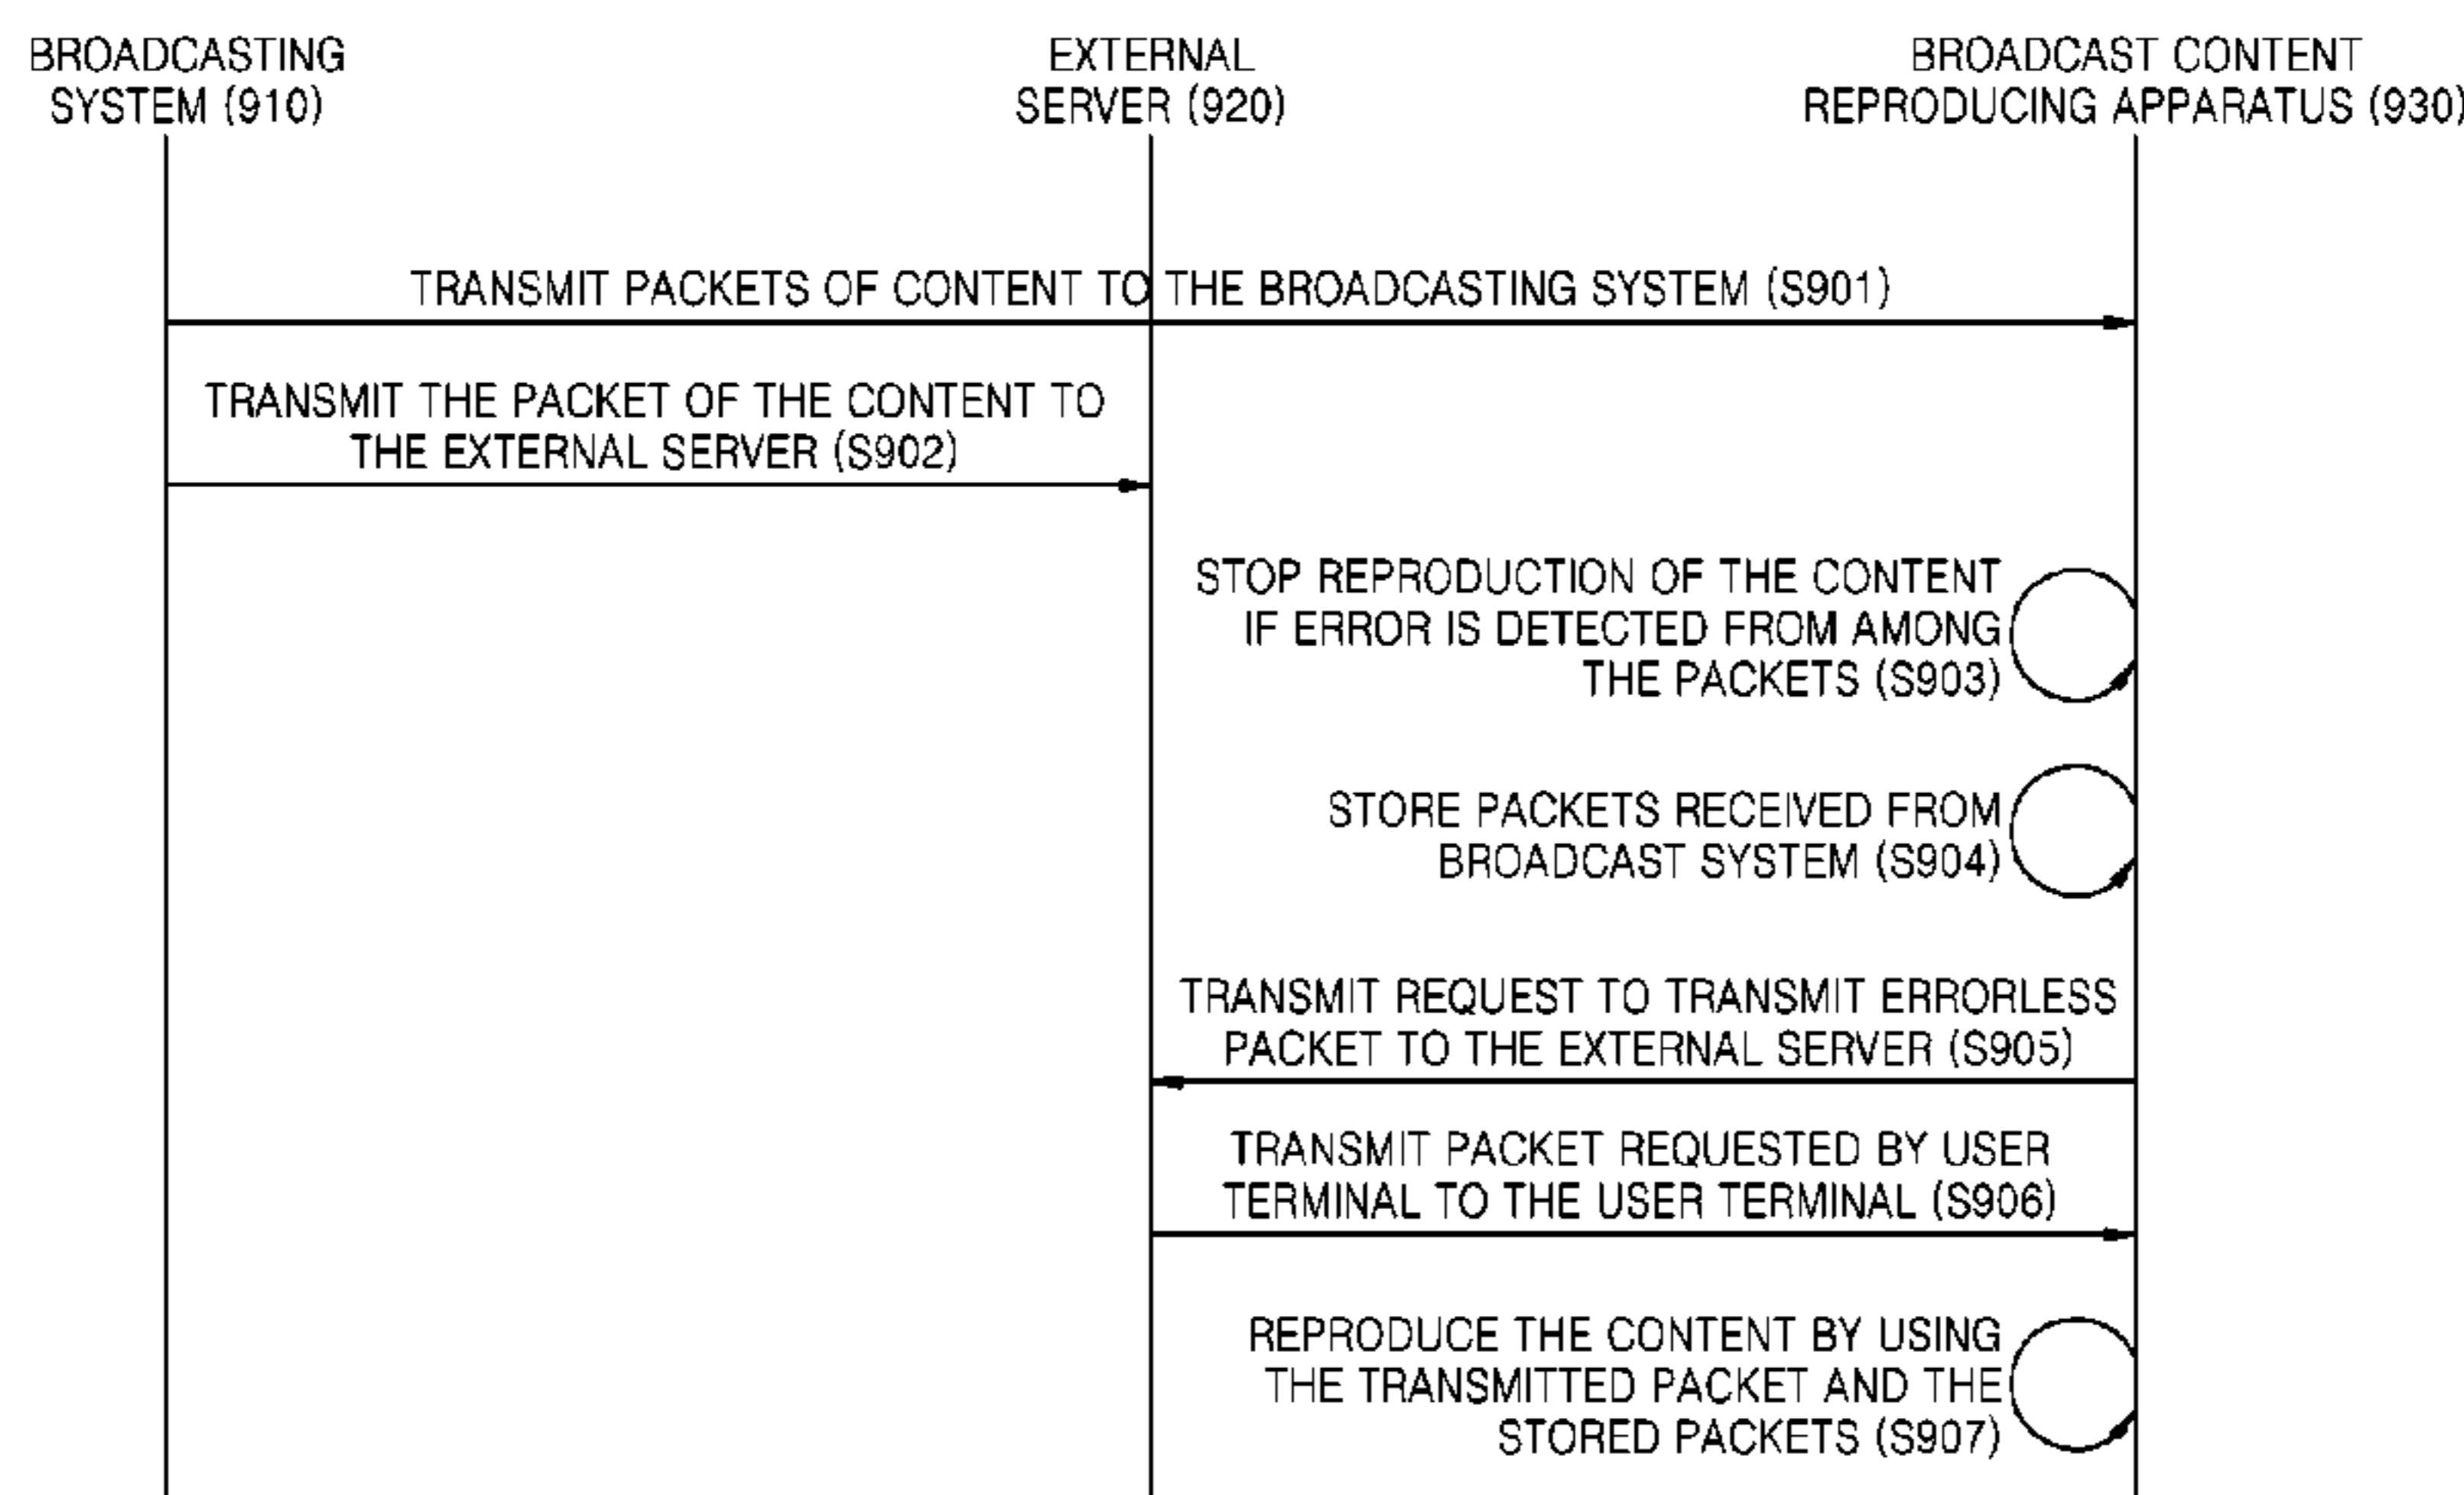 BROADCASTING
SYSTEM (910)
EXTERNAL
SERVER (920)
BROADCAST CONTENT
REPRODUCING APPARATUS (930)
TRANSMIT PACKETS OF CONTENT TO THE BROADCASTING SYSTEM (S901)
TRANSMIT THE PACKET OF THE CONTENT TO
THE EXTERNAL SERVER (S902)
STOP REPRODUCTION OF THE CONTENT
IF ERROR IS DETECTED FROM AMONG
THE PACKETS (S903)
STORE PACKETS RECEIVED FROM
BROADCAST SYSTEM (S904)
TRANSMIT REQUEST TO TRANSMIT ERRORLESS
PACKET TO THE EXTERNAL SERVER (S905)
TRANSMIT PACKET REQUESTED BY USER
TERMINAL TO THE USER TERMINAL (S906)
REPRODUCE THE CONTENT BY USING
THE TRANSMITTED PACKET AND THE
STORED PACKETS (S907)